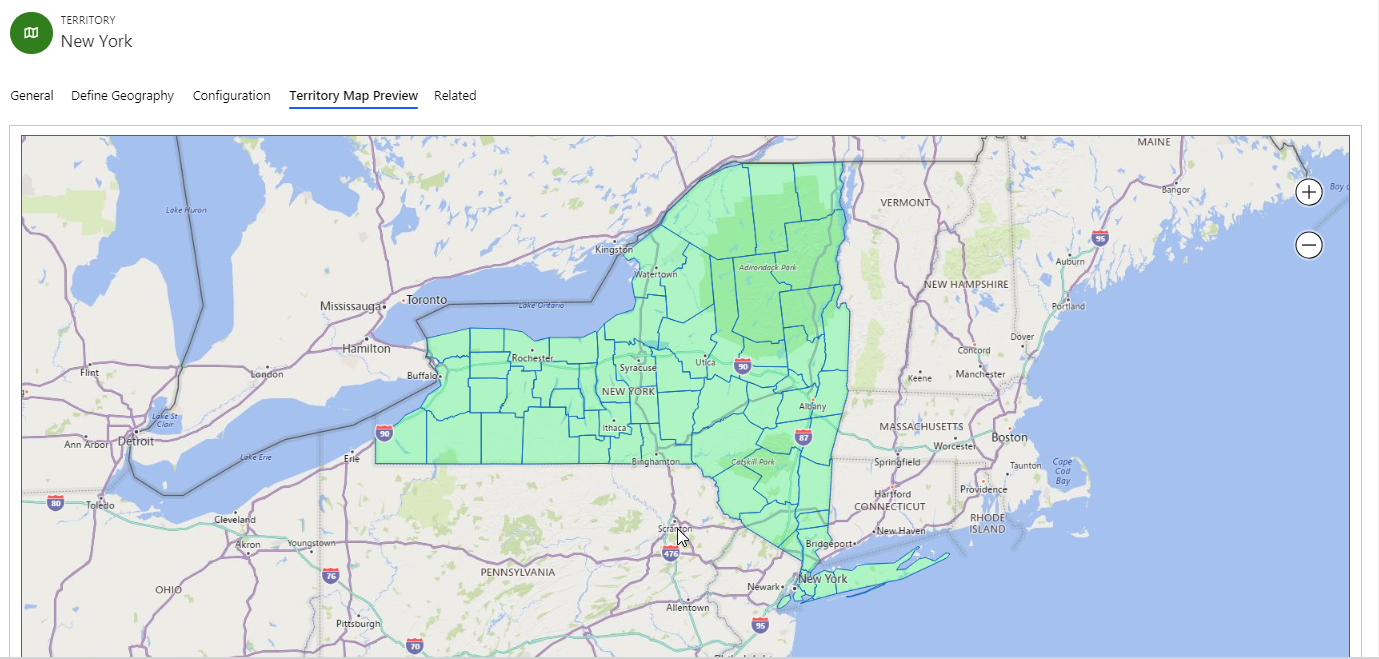 TERRITORY
New York
General Define Geography Configuration Territory Map Preview Related
MAINE
Bangor
Lake Huron
VERMONT
95
Kingston
Auburn
Watertown
Adirondack Park
NEW HAMPSHIRE
Toronto
Mississauga
Lake Ontario
Portland
Dover
Hamilton
Rochester
Concord
Utica
90
Syracuse
Flint
London
Buffalo
Keene
Manchester
NEW YORK
Albany
Lake St
Clair
Ithaca
MASSACHUSETTS
90
87
Boston
Ann Arbor
Detroit
Worcester
Lake Erie
Erie
Binghamton
Catskill Park
Springfield
Taunton
Cape
Cod
Bay
Providence
Hartford
80
Toledo
CONNECTICUT
Cleveland
RHODE
ISLAND
Scranton
New Haven
Akron
Youngstown
Bridgeport
476
PENNSYLVANIA
76
New York
OHIO
Newark
Allentown
Pittsburgh
95
70